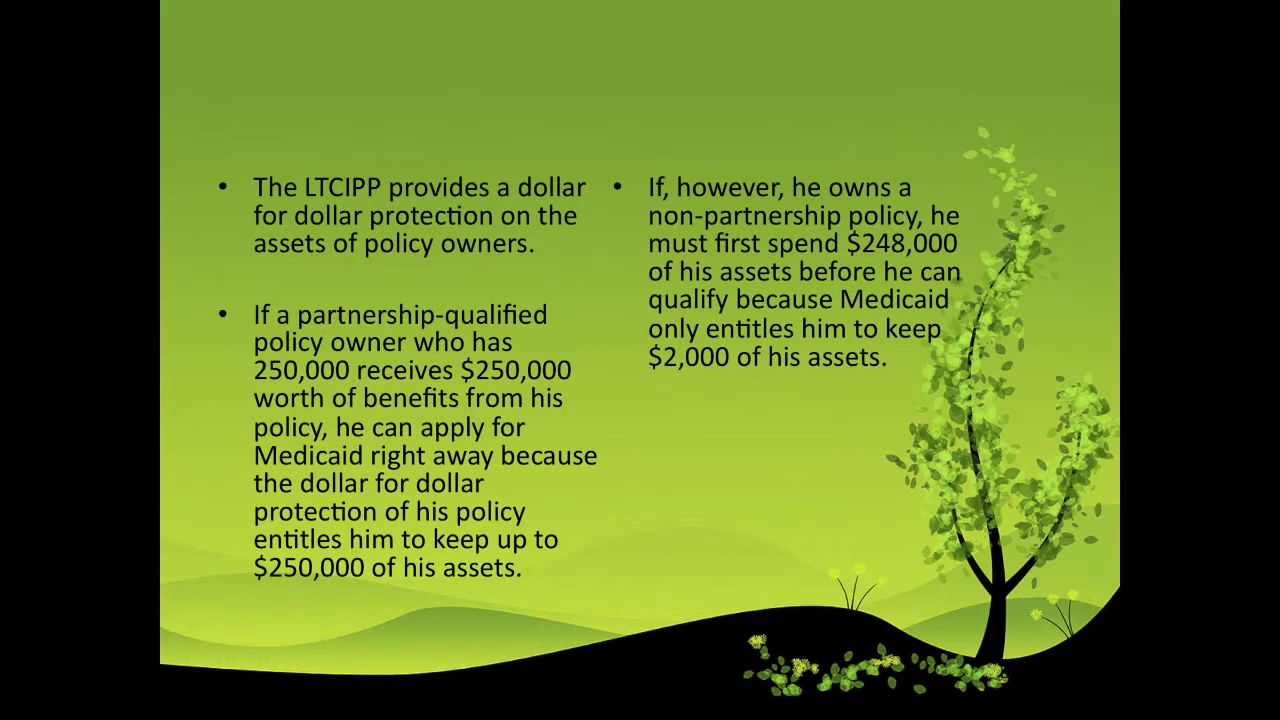 • The LTCIPP provides a dollar
for dollar protection on the
assets of policy owners.
• If a partnership-qualified
policy owner who has
250,000 receives $250,000
worth of benefits from his
policy, he can apply for
Medicaid right away because
the dollar for dollar
protection of his policy
entitles him to keep up to
$250,000 of his assets.
• If, however, he owns a
non-partnership policy, he
must first spend $248,000
of his assets before he can
qualify because Medicaid
only entitles him to keep
$2,000 of his assets.